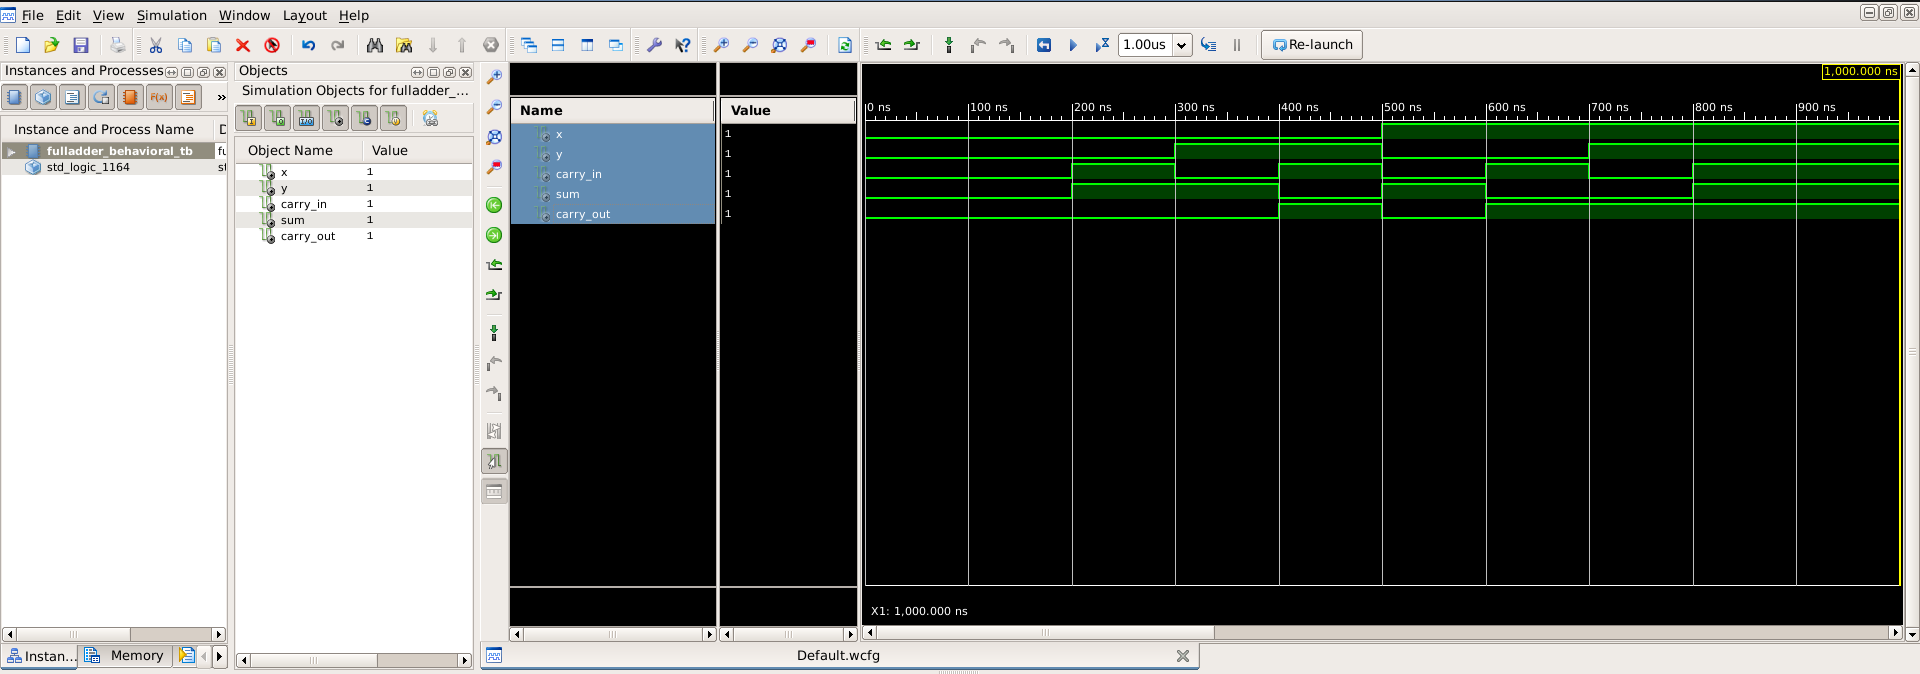 File Edit View Simulation Window Layout Help
1.00us Re-launch
Instances and Processes
Instance and Process Name D
fulladder_behavioral_tb fu
std_logic_1164 st
Instan... Memory
Objects
Simulation Objects for fulladder_...
Object Name Value
x 1
y 1
carry_in 1
sum 1
carry_out 1
Name Value
x 1
y 1
carry_in 1
sum 1
carry_out 1
1,000.000 ns
0 ns 100 ns 200 ns 300 ns 400 ns 500 ns 600 ns 700 ns 800 ns 900 ns
X1: 1,000.000 ns
Default.wcfg